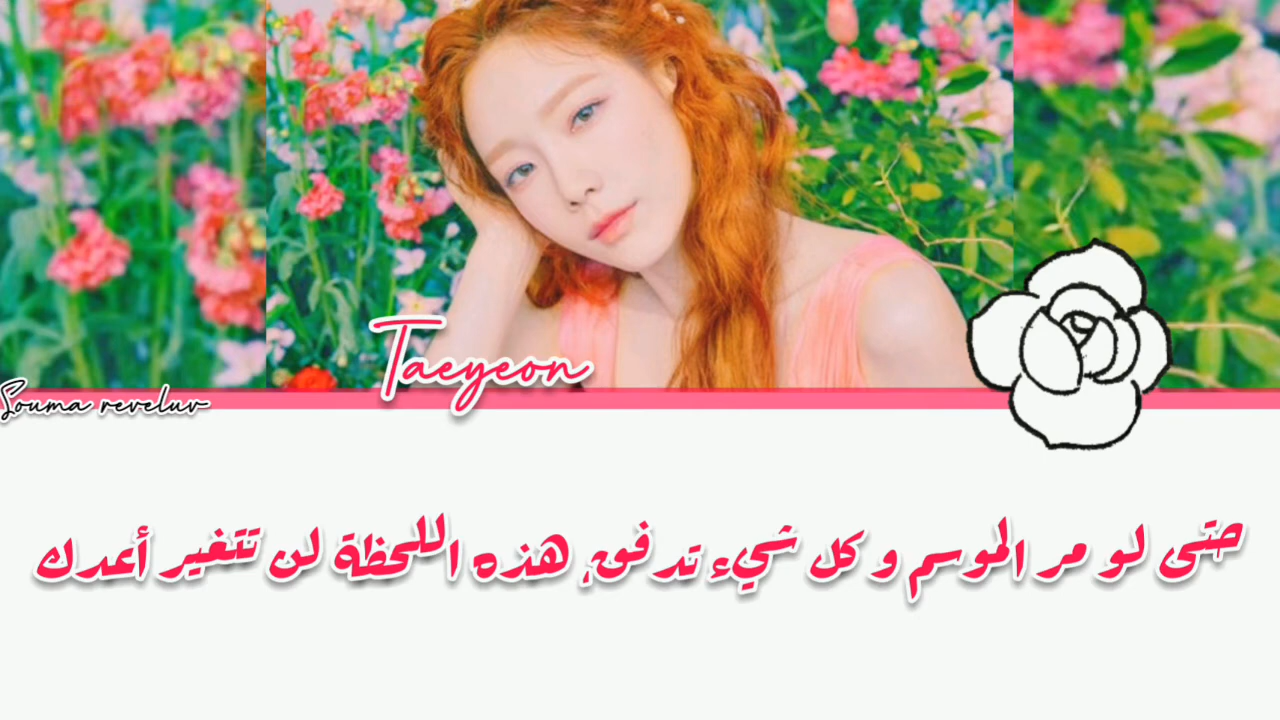 Taeyeon
Souma reveluv
حتى لو مر الموسم و كل شيء تدفق, هذه اللحظة لن تتغير أعدك